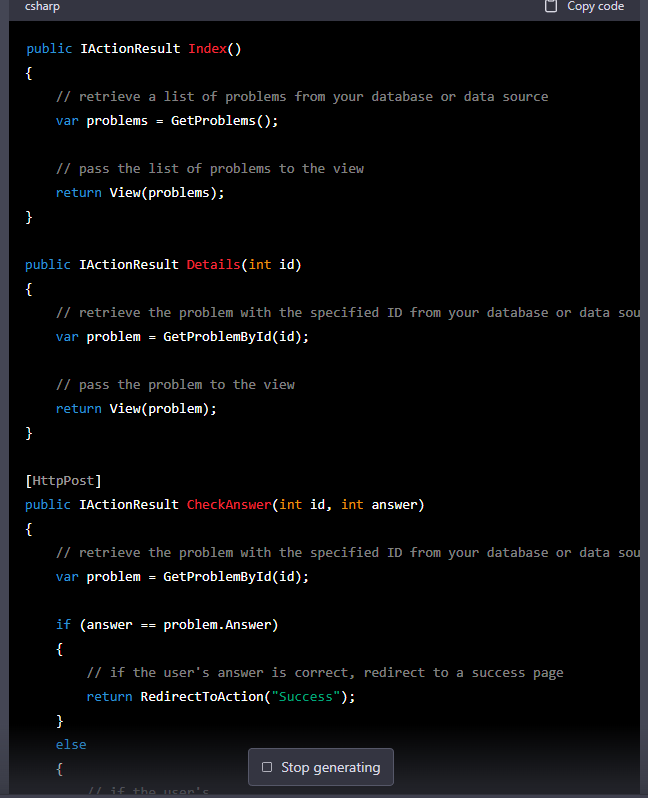 csharp Copy code
public IActionResult Index()
{
// retrieve a list of problems from your database or data source
var problems = GetProblems();
// pass the list of problems to the view
return View(problems);
}
public IActionResult Details(int id)
{
// retrieve the problem with the specified ID from your database or data sou
var problem = GetProblemById(id);
// pass the problem to the view
return View(problem);
}
[HttpPost]
public IActionResult CheckAnswer(int id, int answer)
{
// retrieve the problem with the specified ID from your database or data sou
var problem = GetProblemById(id);
if (answer == problem.Answer)
{
// if the user's answer is correct, redirect to a success page
return RedirectToAction("Success");
}
else
{
Stop generating
// if the user's